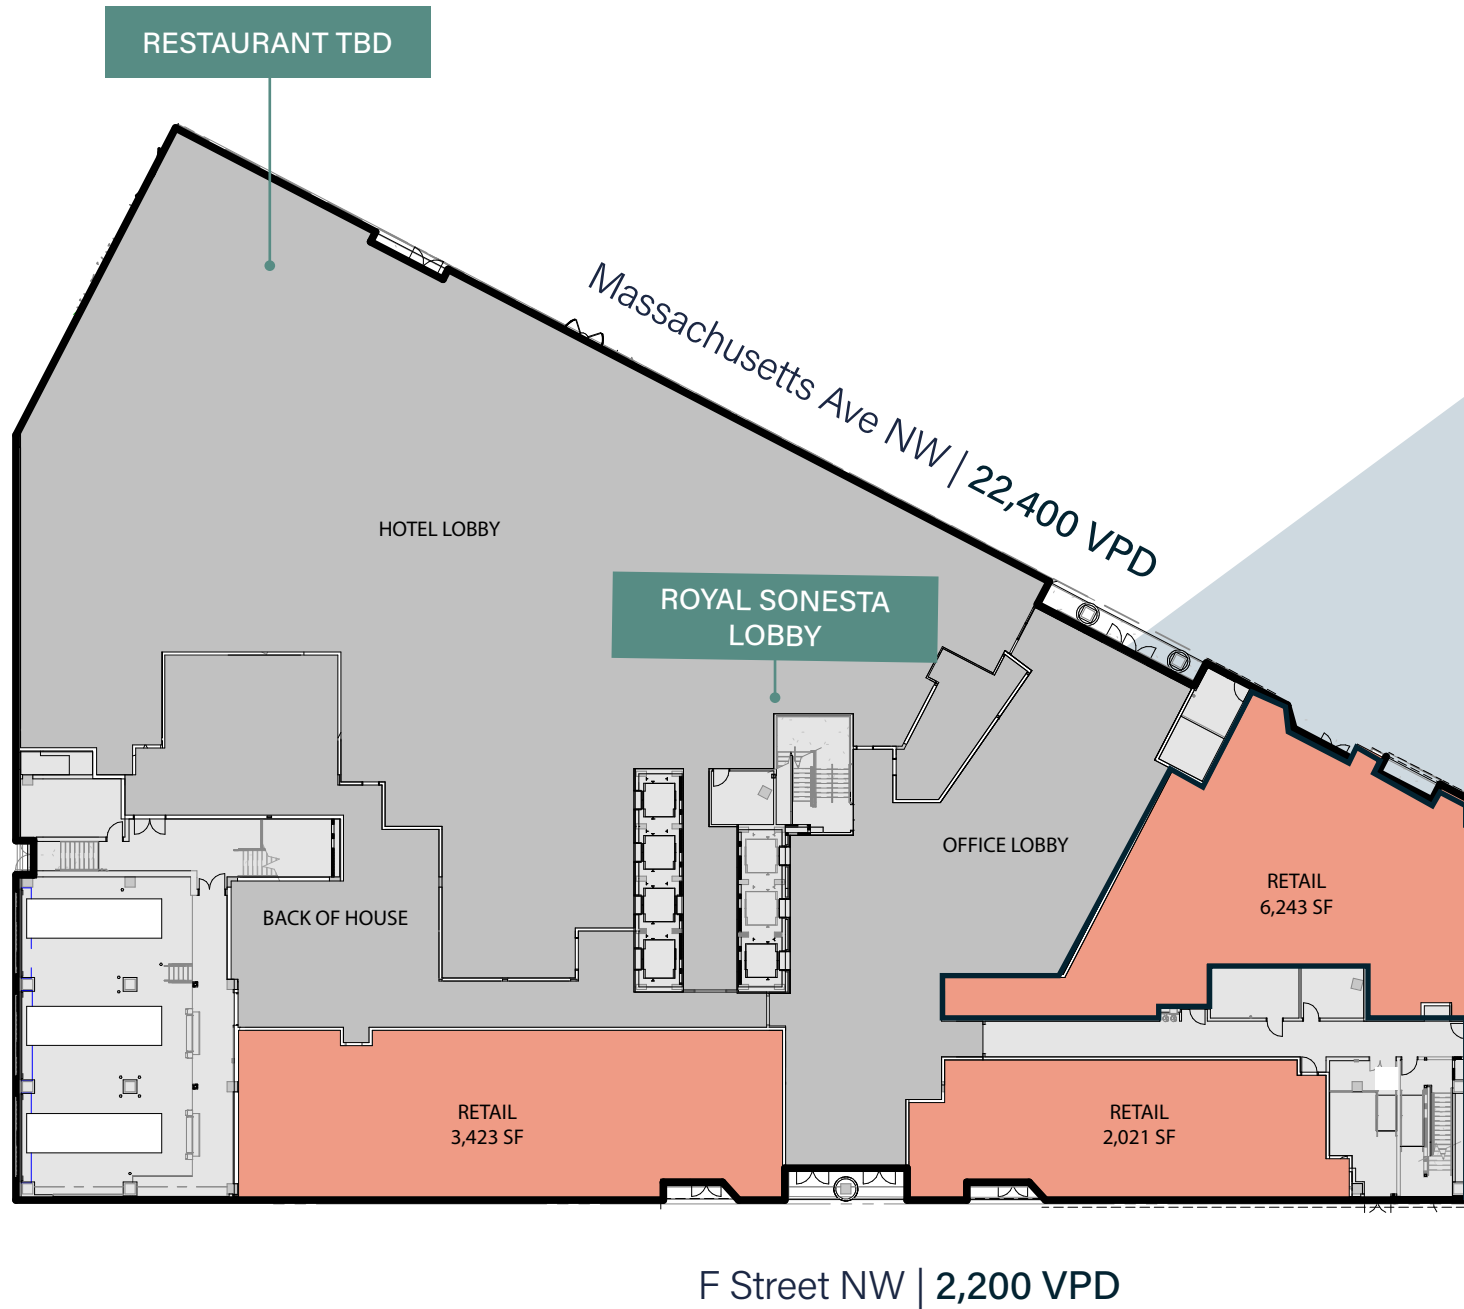 RESTAURANT TBD
Massachusetts Ave NW | 22,400 VPD
HOTEL LOBBY
ROYAL SONESTA
LOBBY
OFFICE LOBBY
RETAIL
6,243 SF
BACK OF HOUSE
RETAIL
3,423 SF
RETAIL
2,021 SF
F Street NW | 2,200 VPD